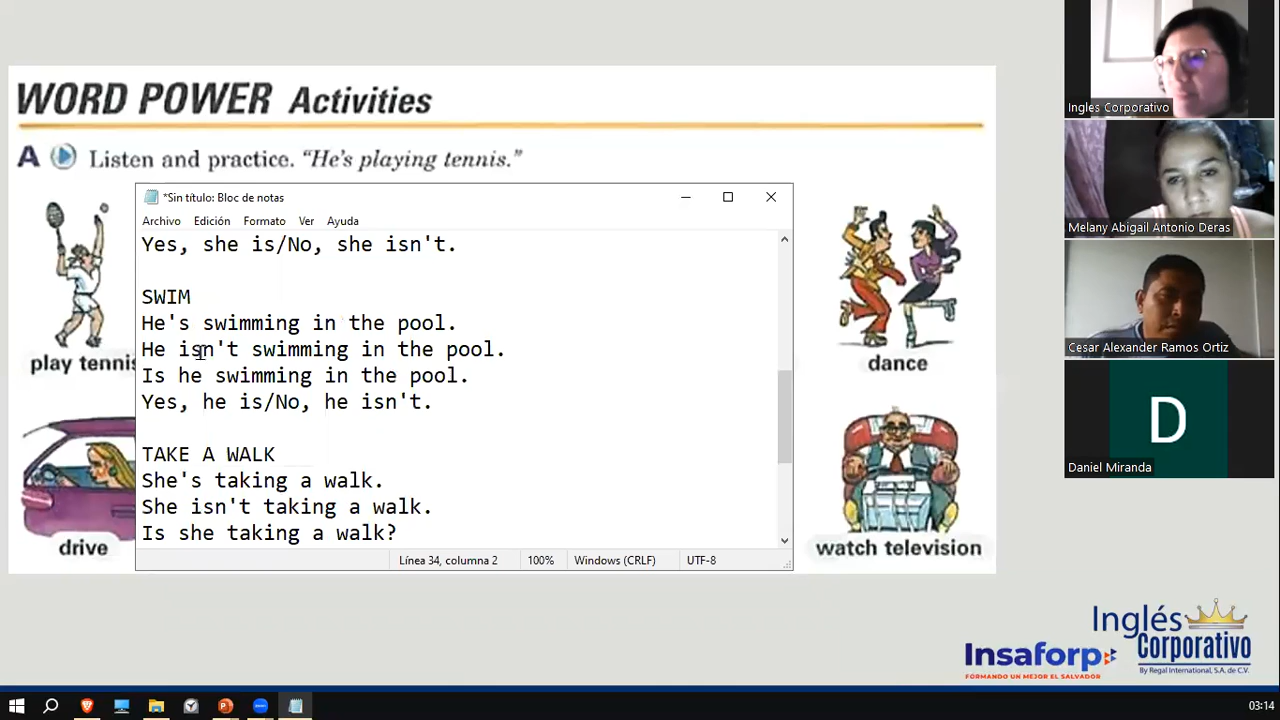 WORD POWER Activities
A Listen and practice. “He's playing tennis.”
*Sin título: Bloc de notas
Archivo Edición Formato Ver Ayuda
Yes, she is/No, she isn't.
SWIM
He's swimming in the pool.
He isn't swimming in the pool.
Is he swimming in the pool.
Yes, he is/No, he isn't.
TAKE A WALK
She's taking a walk.
She isn't taking a walk.
Is she taking a walk?
Línea 34, columna 2 100% Windows (CRLF) UTF-8
play tennis
drive
dance
watch television
Ingles Corporativo
Melany Abigail Antonio Deras
Cesar Alexander Ramos Ortiz
D
Daniel Miranda
Insaforp
FORMANDO UN MEJOR EL SALVADOR
Inglés
Corporativo
By Regal International, S.A. de C.V.
03:14